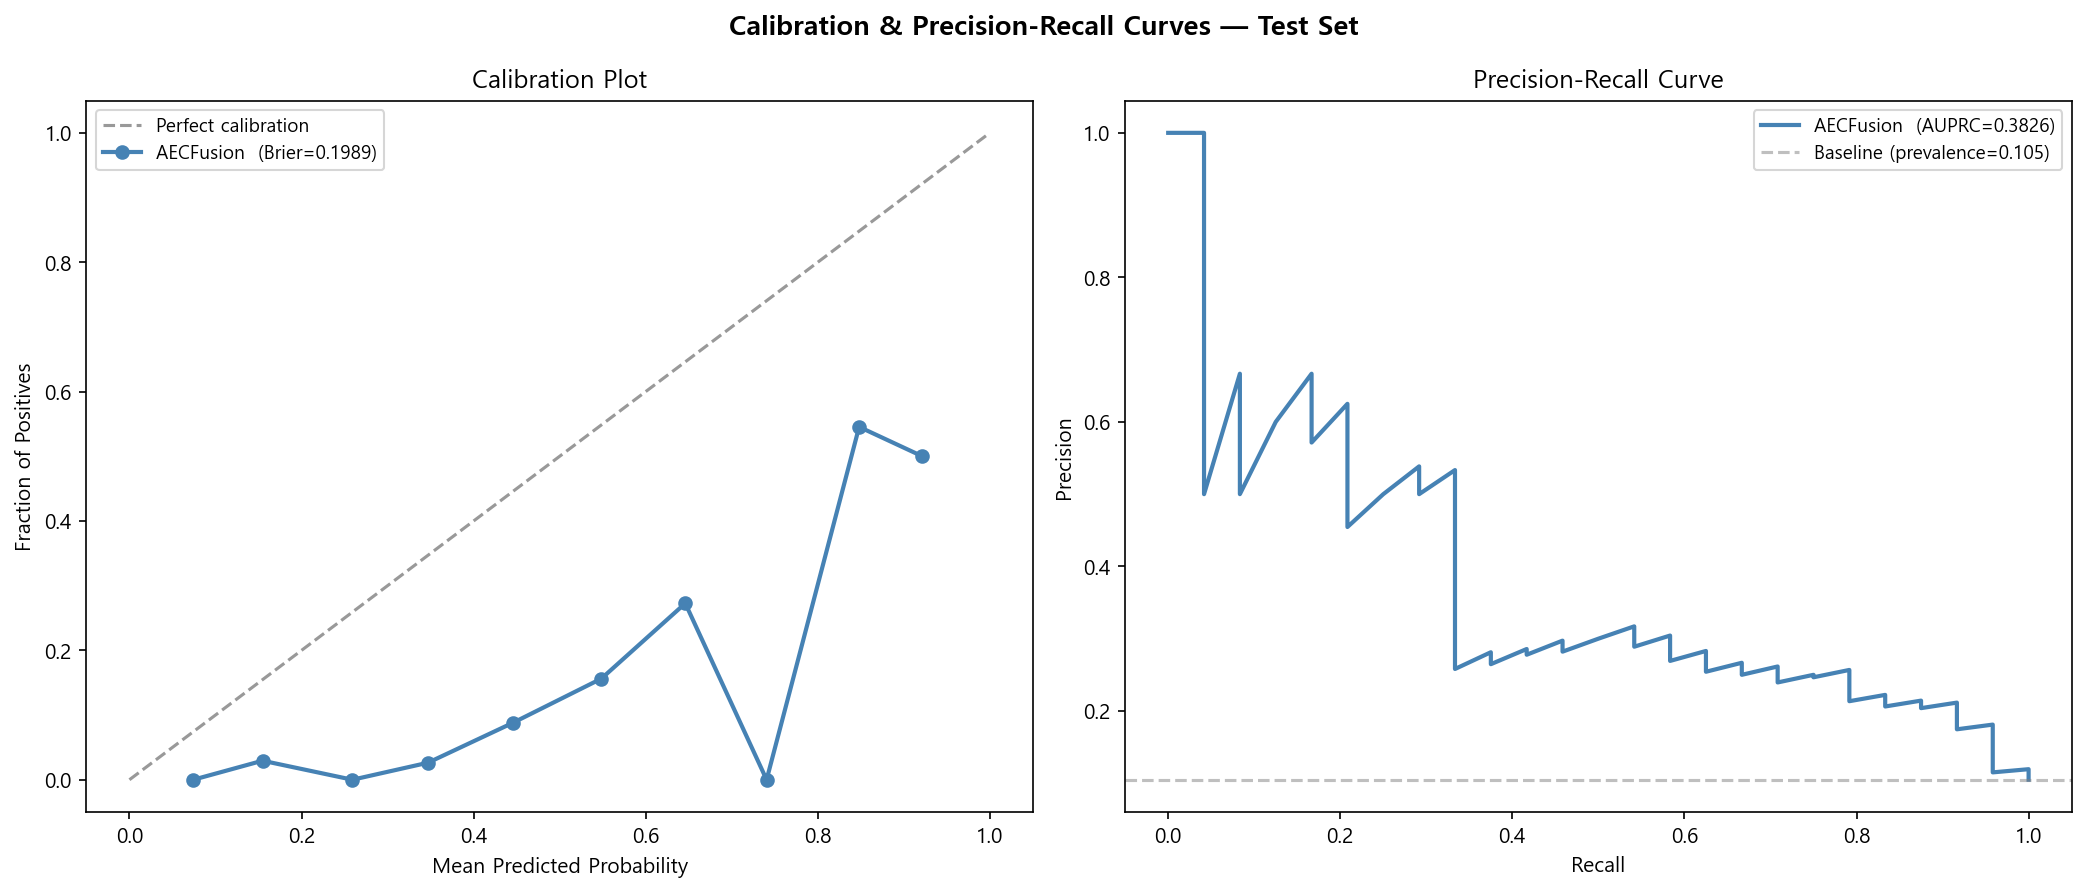 Calibration & Precision-Recall Curves — Test Set
Calibration Plot
Perfect calibration
AECFusion (Brier=0.1989)
Fraction of Positives
1.0
0.8
0.6
0.4
0.2
0.0
0.0 0.2 0.4 0.6 0.8 1.0
Mean Predicted Probability
Precision-Recall Curve
AECFusion (AUPRC=0.3826)
Baseline (prevalence=0.105)
Precision
1.0
0.8
0.6
0.4
0.2
0.0 0.2 0.4 0.6 0.8 1.0
Recall